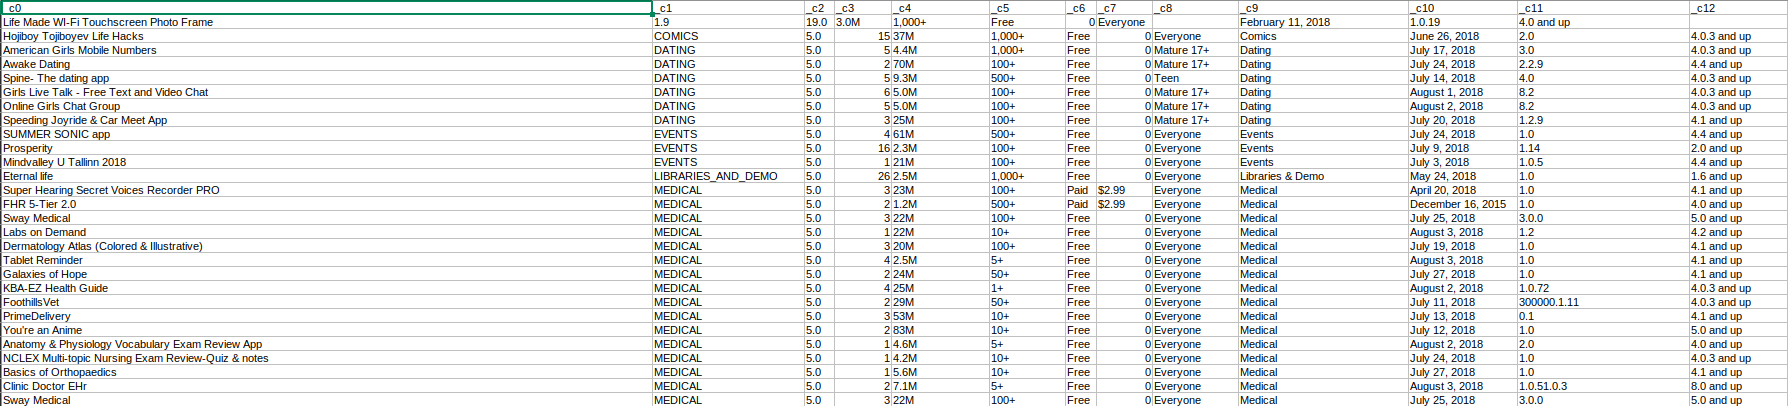 _c0 _c1 _c2 _c3 _c4 _c5 _c6 _c7 _c8 _c9 _c10 _c11 _c12
Life Made WI-Fi Touchscreen Photo Frame 1.9 19.0 3.0M 1,000+ Free 0 Everyone February 11, 2018 1.0.19 4.0 and up
Hojiboy Tojiboyev Life Hacks COMICS 5.0 15 37M 1,000+ Free 0 Everyone Comics June 26, 2018 2.0 4.0.3 and up
American Girls Mobile Numbers DATING 5.0 5 4.4M 1,000+ Free 0 Mature 17+ Dating July 17, 2018 3.0 4.0.3 and up
Awake Dating DATING 5.0 2 70M 100+ Free 0 Mature 17+ Dating July 24, 2018 2.2.9 4.4 and up
Spine- The dating app DATING 5.0 5 9.3M 500+ Free 0 Teen Dating July 14, 2018 4.0 4.0.3 and up
Girls Live Talk - Free Text and Video Chat DATING 5.0 6 5.0M 100+ Free 0 Mature 17+ Dating August 1, 2018 8.2 4.0.3 and up
Online Girls Chat Group DATING 5.0 5 5.0M 100+ Free 0 Mature 17+ Dating August 2, 2018 8.2 4.0.3 and up
Speeding Joyride & Car Meet App DATING 5.0 3 25M 100+ Free 0 Mature 17+ Dating July 20, 2018 1.2.9 4.1 and up
SUMMER SONIC app EVENTS 5.0 4 61M 500+ Free 0 Everyone Events July 24, 2018 1.0 4.4 and up
Prosperity EVENTS 5.0 16 2.3M 100+ Free 0 Everyone Events July 9, 2018 1.14 2.0 and up
Mindvalley U Tallinn 2018 EVENTS 5.0 1 21M 100+ Free 0 Everyone Events July 3, 2018 1.0.5 4.4 and up
Eternal life LIBRARIES_AND_DEMO 5.0 26 2.5M 1,000+ Free 0 Everyone Libraries & Demo May 24, 2018 1.0 1.6 and up
Super Hearing Secret Voices Recorder PRO MEDICAL 5.0 3 23M 100+ Paid $2.99 Everyone Medical April 20, 2018 1.0 4.1 and up
FHR 5-Tier 2.0 MEDICAL 5.0 2 1.2M 500+ Paid $2.99 Everyone Medical December 16, 2015 1.0 4.0 and up
Sway Medical MEDICAL 5.0 3 22M 100+ Free 0 Everyone Medical July 25, 2018 3.0.0 5.0 and up
Labs on Demand MEDICAL 5.0 1 22M 10+ Free 0 Everyone Medical August 3, 2018 1.2 4.2 and up
Dermatology Atlas (Colored & Illustrative) MEDICAL 5.0 3 20M 100+ Free 0 Everyone Medical July 19, 2018 1.0 4.1 and up
Tablet Reminder MEDICAL 5.0 4 2.5M 5+ Free 0 Everyone Medical August 3, 2018 1.0 4.1 and up
Galaxies of Hope MEDICAL 5.0 2 24M 50+ Free 0 Everyone Medical July 27, 2018 1.0 4.1 and up
KBA-EZ Health Guide MEDICAL 5.0 4 25M 1+ Free 0 Everyone Medical August 2, 2018 1.0.72 4.0.3 and up
FoothillsVet MEDICAL 5.0 2 29M 50+ Free 0 Everyone Medical July 11, 2018 300000.1.11 4.0.3 and up
PrimeDelivery MEDICAL 5.0 3 53M 10+ Free 0 Everyone Medical July 13, 2018 0.1 4.1 and up
You're an Anime MEDICAL 5.0 2 83M 10+ Free 0 Everyone Medical July 12, 2018 1.0 5.0 and up
Anatomy & Physiology Vocabulary Exam Review App MEDICAL 5.0 1 4.6M 5+ Free 0 Everyone Medical August 2, 2018 2.0 4.0 and up
NCLEX Multi-topic Nursing Exam Review-Quiz & notes MEDICAL 5.0 1 4.2M 10+ Free 0 Everyone Medical July 24, 2018 1.0 4.0.3 and up
Basics of Orthopaedics MEDICAL 5.0 1 5.6M 10+ Free 0 Everyone Medical July 27, 2018 1.0 4.1 and up
Clinic Doctor EHr MEDICAL 5.0 2 7.1M 5+ Free 0 Everyone Medical August 3, 2018 1.0.51.0.3 8.0 and up
Sway Medical MEDICAL 5.0 3 22M 100+ Free 0 Everyone Medical July 25, 2018 3.0.0 5.0 and up